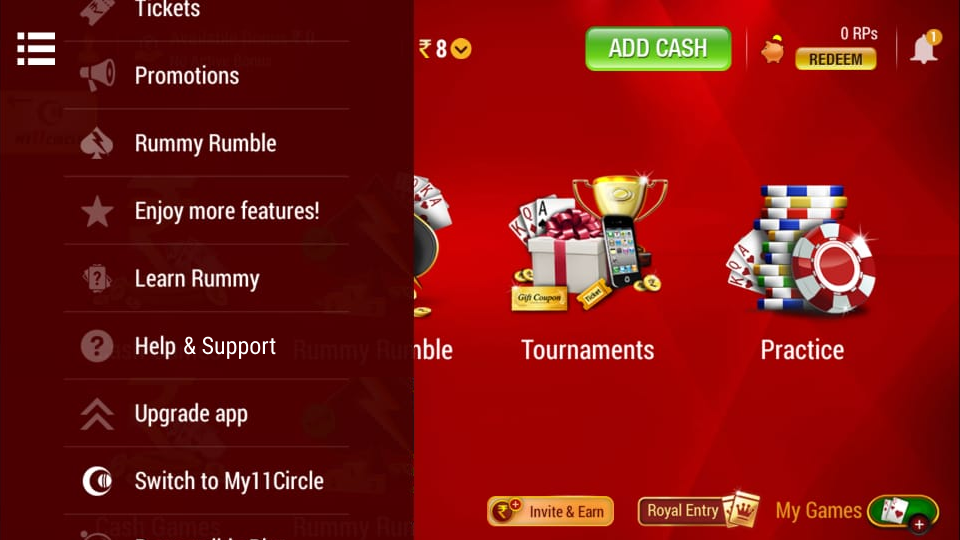 Tickets
Promotions
Rummy Rumble
Enjoy more features!
Learn Rummy
Help & Support
Upgrade app
Switch to My11Circle
₹ 8
ADD CASH
0 RPs
REDEEM
1
K Q A
Gift Coupon
Ticket
mble
Tournaments
Practice
Invite & Earn
Royal Entry
My Games